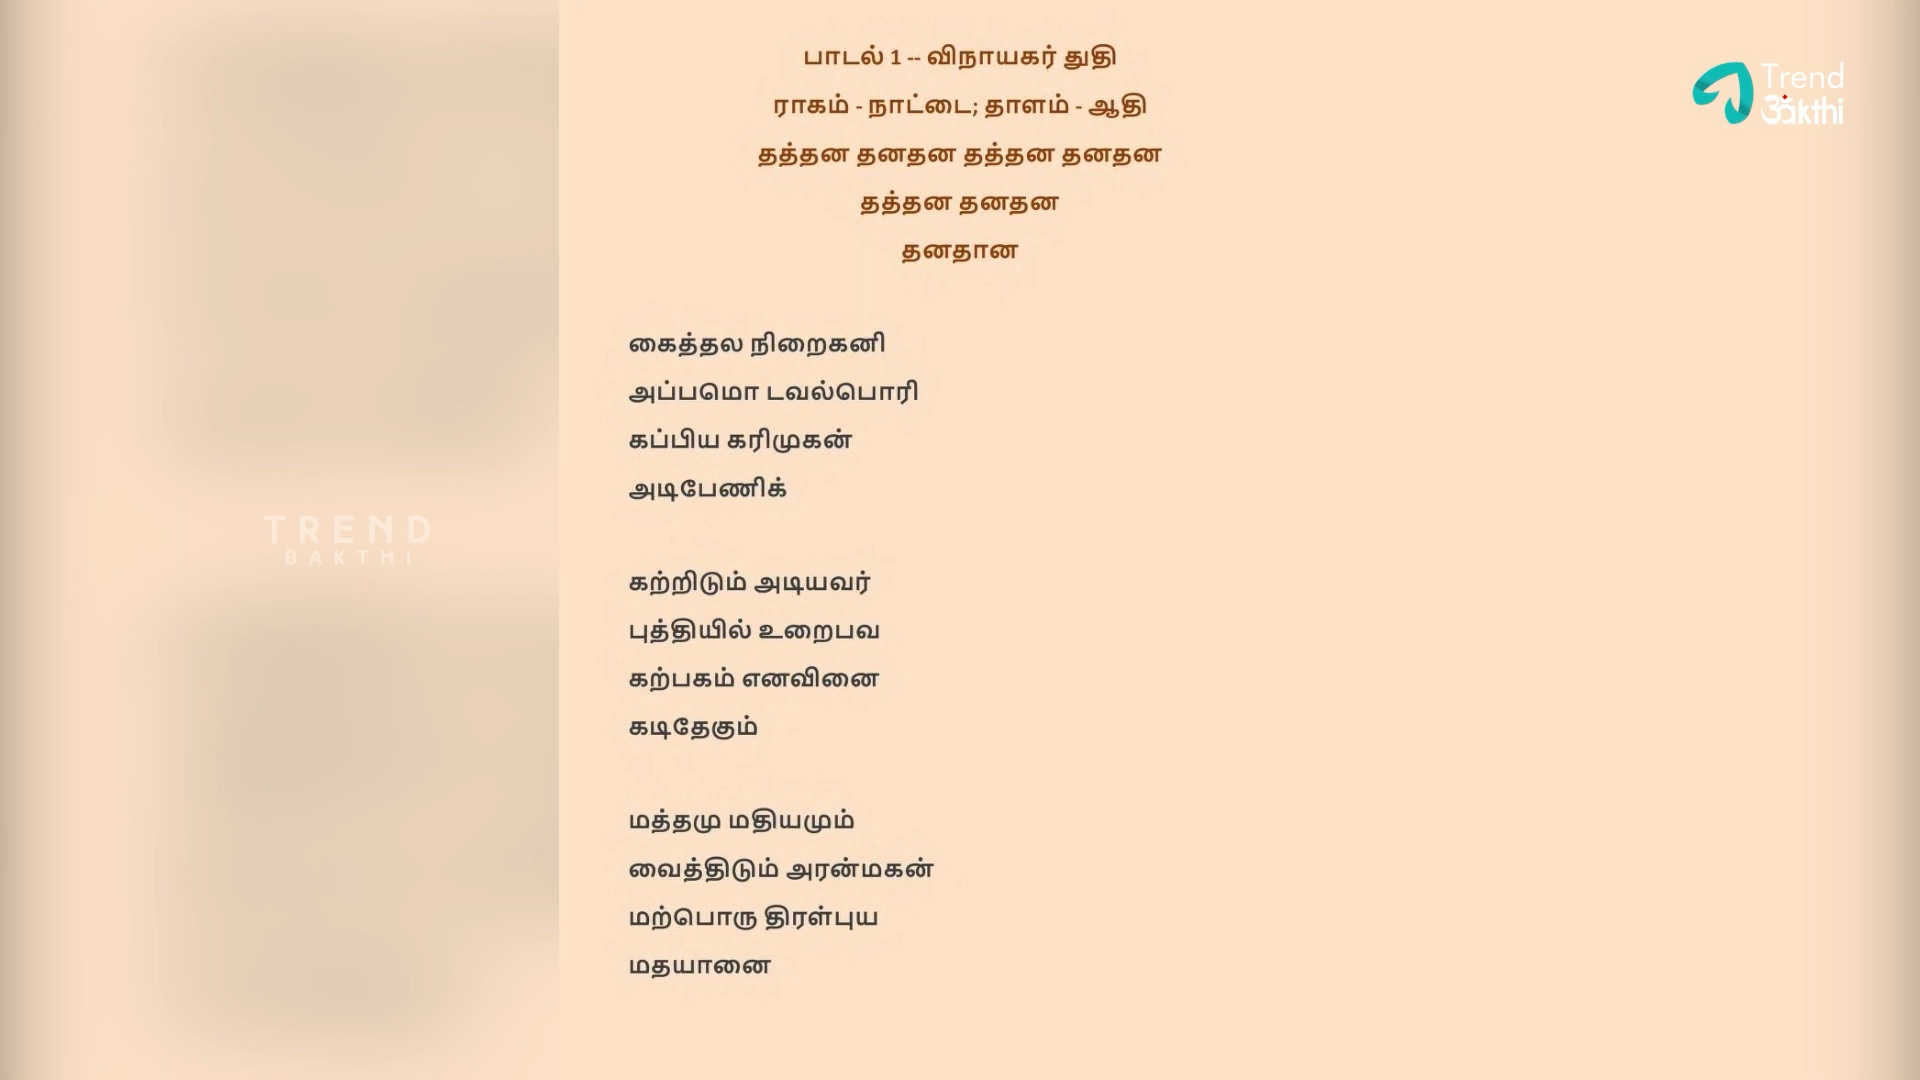 பாடல் 1 -- விநாயகர் துதி
ராகம் - நாட்டை; தாளம் - ஆதி
தத்தன தனதன தத்தன தனதன
தத்தன தனதன
தனதான
கைத்தல நிறைகனி
அப்பமொ டவல்பொரி
கப்பிய கரிமுகன்
அடிபேணிக்
கற்றிடும் அடியவர்
புத்தியில் உறைபவ
கற்பகம் எனவினை
கடிதேகும்
மத்தமு மதியமும்
வைத்திடும் அரன்மகன்
மற்பொரு திரள்புய
மதயானை
Trend
ॐakthi
TREND
BAKTHI